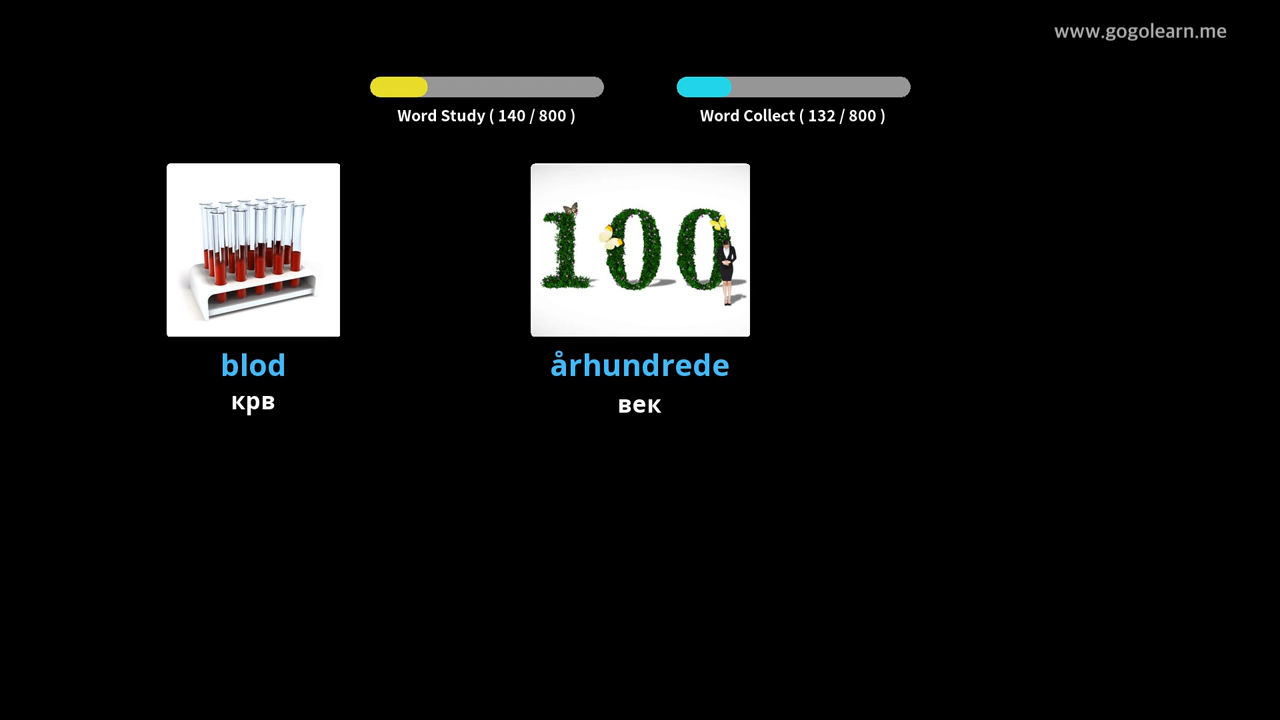 www.gogolearn.me
Word Study ( 140 / 800 )
Word Collect ( 132 / 800 )
100
blod
århundrede
крв
век